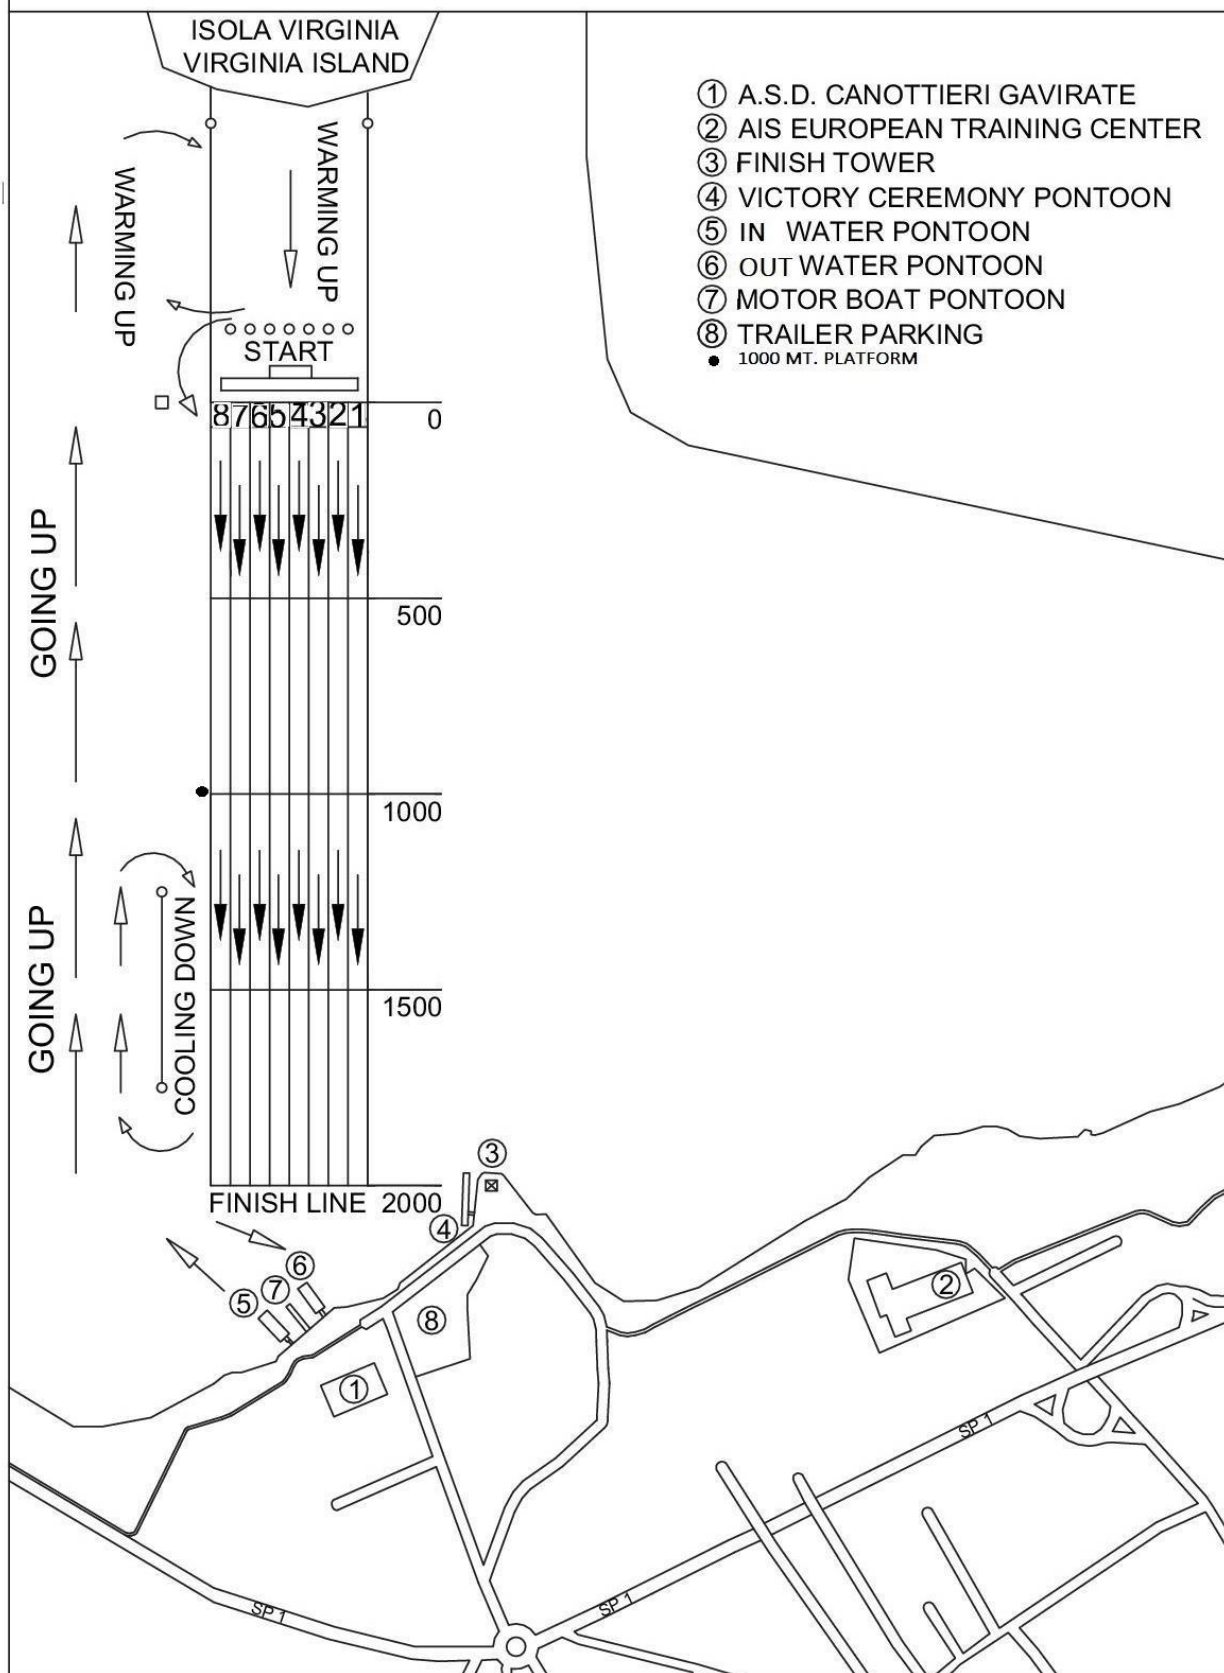 ISOLA VIRGINIA
VIRGINIA ISLAND
① A.S.D. CANOTTIERI GAVIRATE
② AIS EUROPEAN TRAINING CENTER
③ FINISH TOWER
④ VICTORY CEREMONY PONTOON
⑤ IN WATER PONTOON
⑥ OUT WATER PONTOON
⑦ MOTOR BOAT PONTOON
⑧ TRAILER PARKING
● 1000 MT. PLATFORM
WARMING UP
WARMING UP
START
8 7 6 5 4 3 2 1
0
GOING UP
500
1000
GOING UP
COOLING DOWN
1500
FINISH LINE 2000
③
④
⑥
⑦
⑤
⑧
①
②
SP 1
SP 1
SP 1